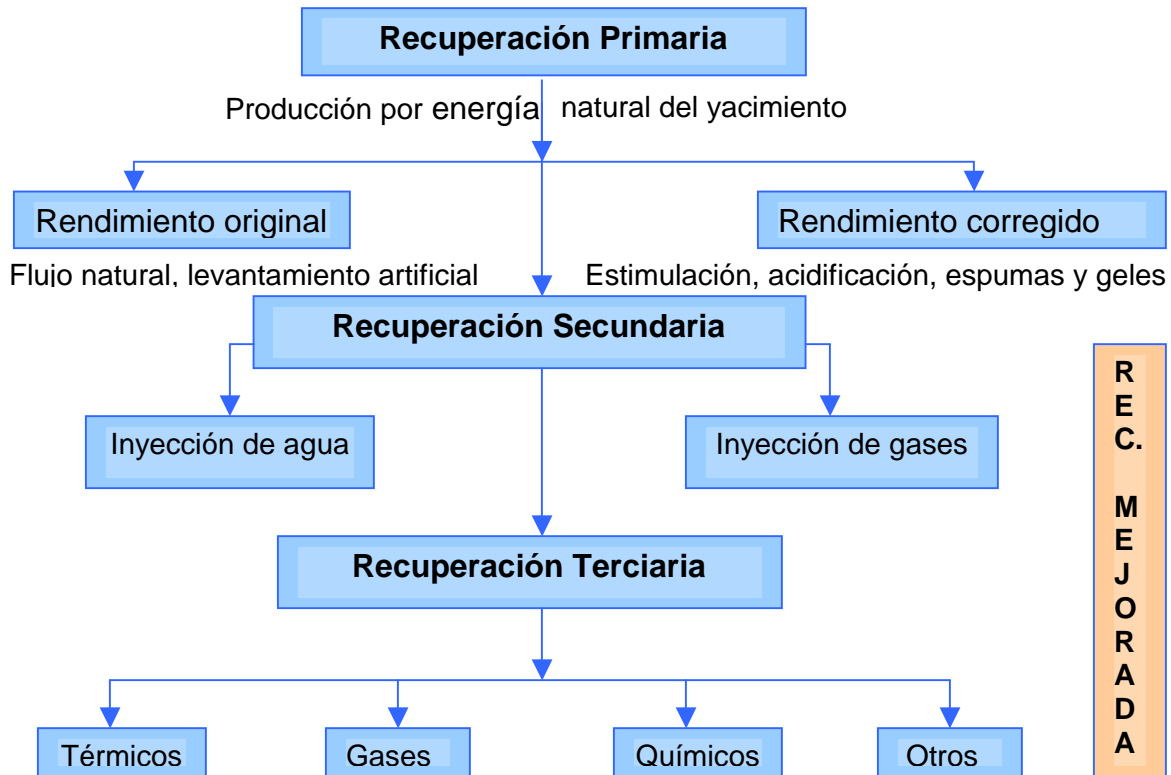 Recuperación Primaria
Producción por energía natural del yacimiento
Rendimiento original
Rendimiento corregido
Flujo natural, levantamiento artificial
Estimulación, acidificación, espumas y geles
Recuperación Secundaria
Inyección de agua
Inyección de gases
Recuperación Terciaria
Térmicos
Gases
Químicos
Otros
R
E
C.
M
E
J
O
R
A
D
A